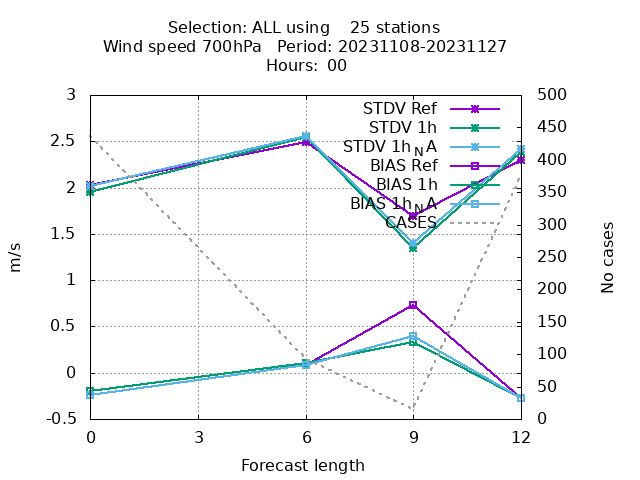 Selection: ALL using    25 stations
Wind speed 700hPa   Period: 20231108-20231127
Hours:  00
STDV Ref
STDV 1h
STDV 1h_NA
BIAS Ref
BIAS 1h
BIAS 1h_NA
CASES
3
2.5
2
1.5
1
0.5
0
-0.5
m/s
500
450
400
350
300
250
200
150
100
50
0
No cases
0 3 6 9 12
Forecast length